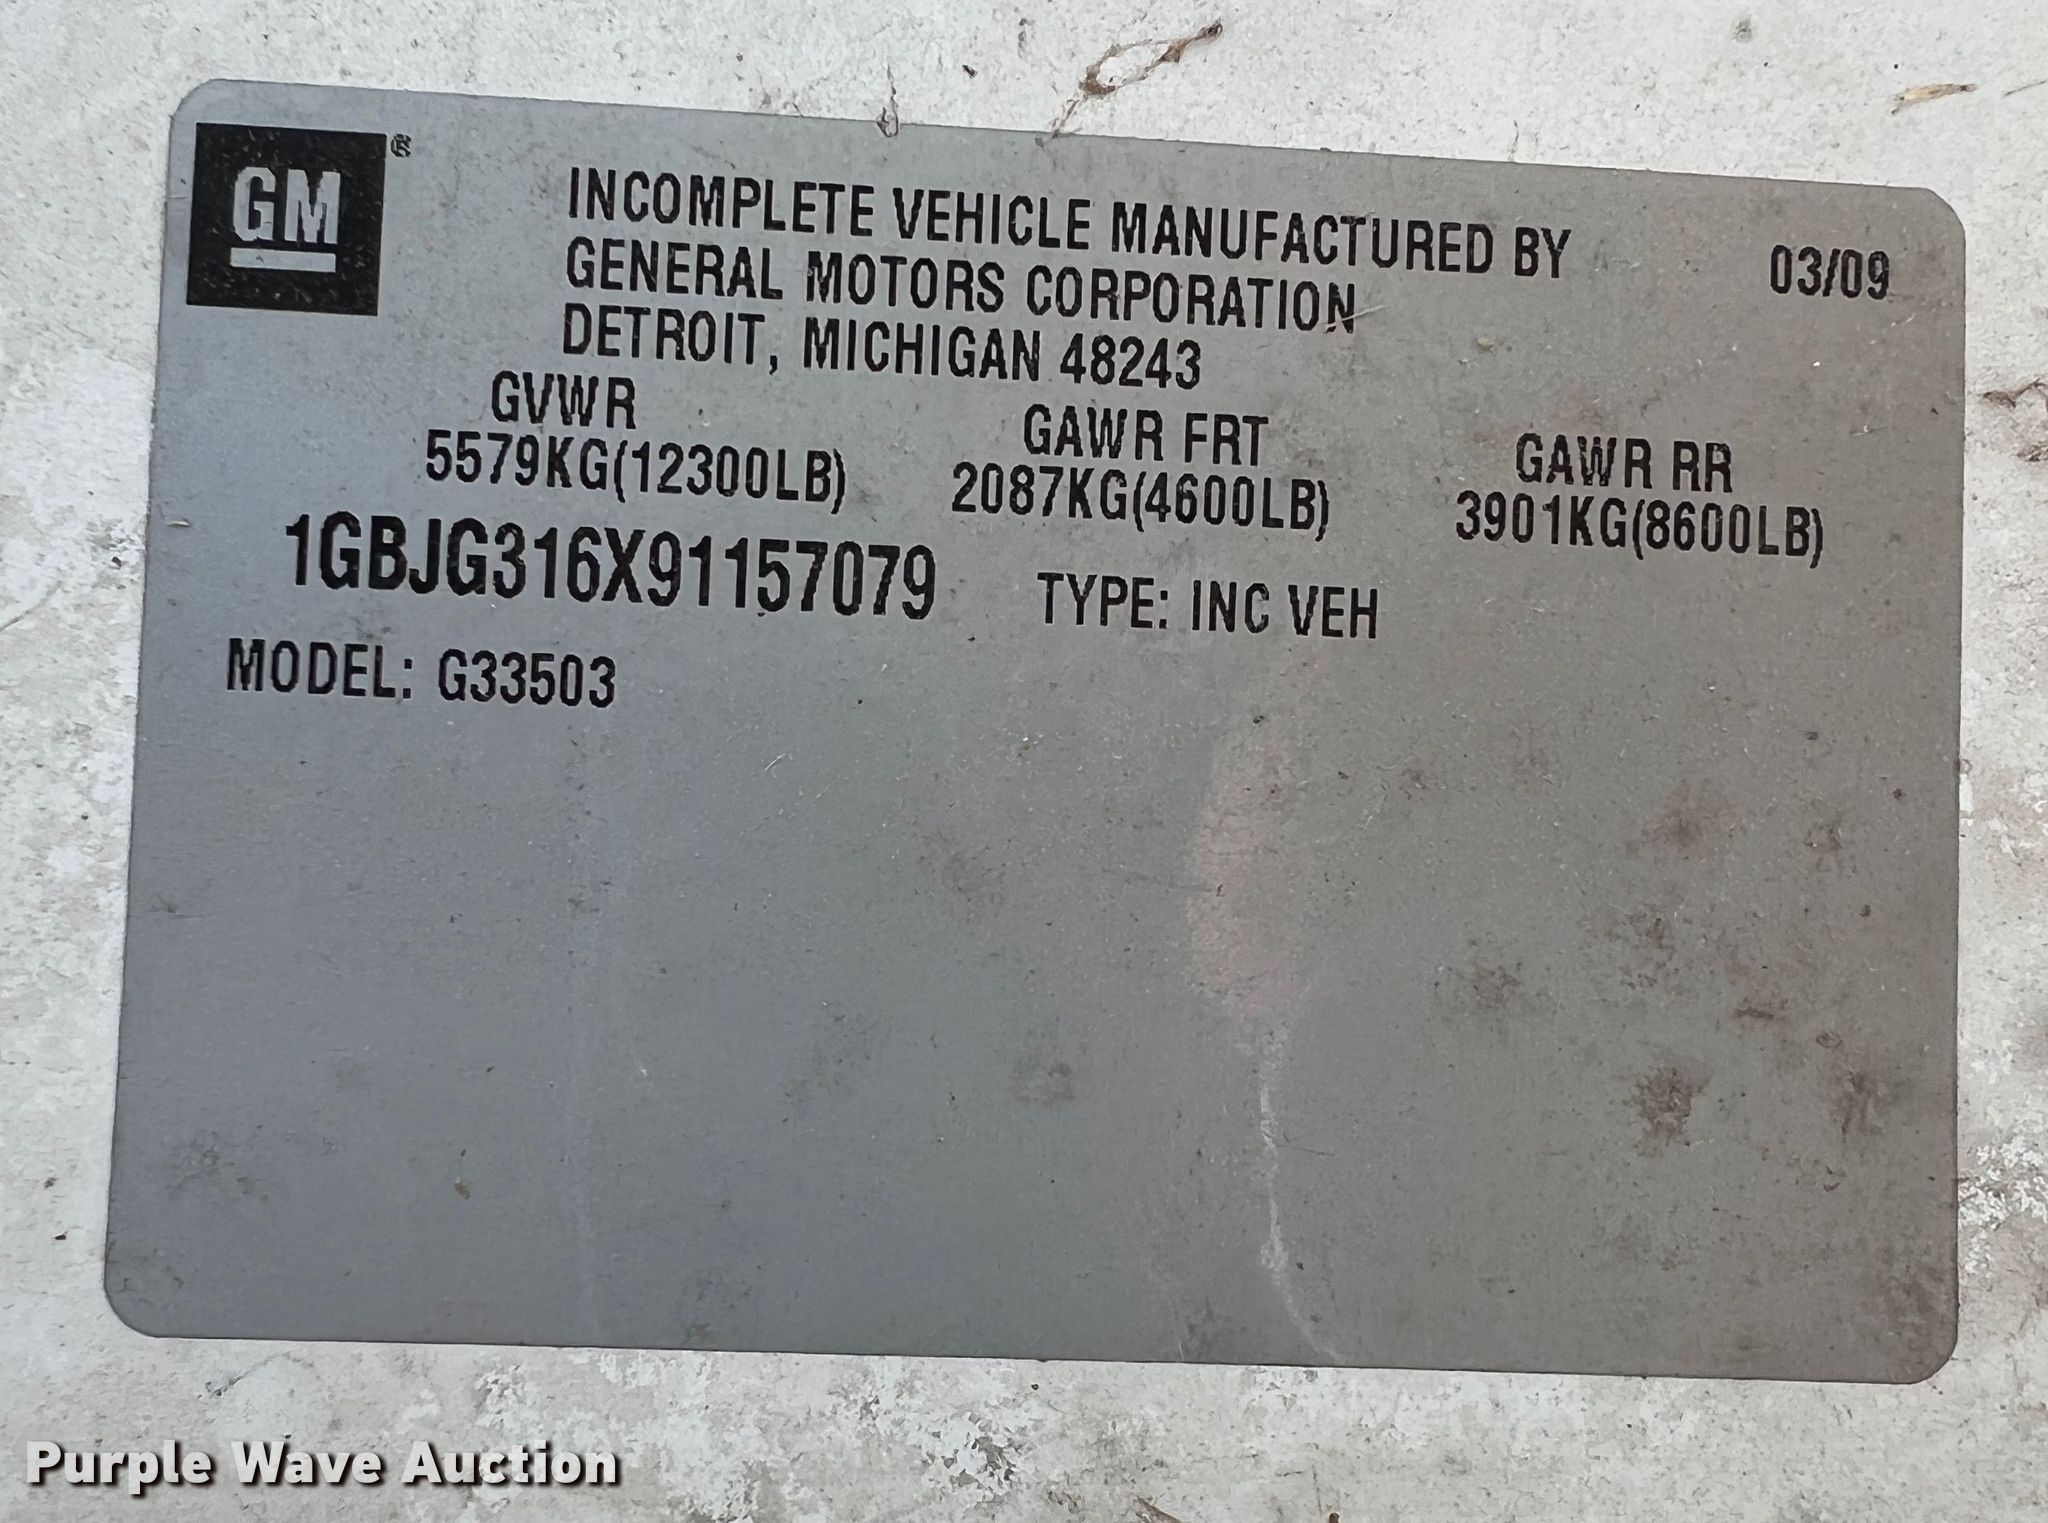 GM ®
INCOMPLETE VEHICLE MANUFACTURED BY 03/09
GENERAL MOTORS CORPORATION
DETROIT, MICHIGAN 48243
GVWR GAWR FRT GAWR RR
5579KG(12300LB) 2087KG(4600LB) 3901KG(8600LB)
1GBJG316X91157079 TYPE: INC VEH
MODEL: G33503
Purple Wave Auction